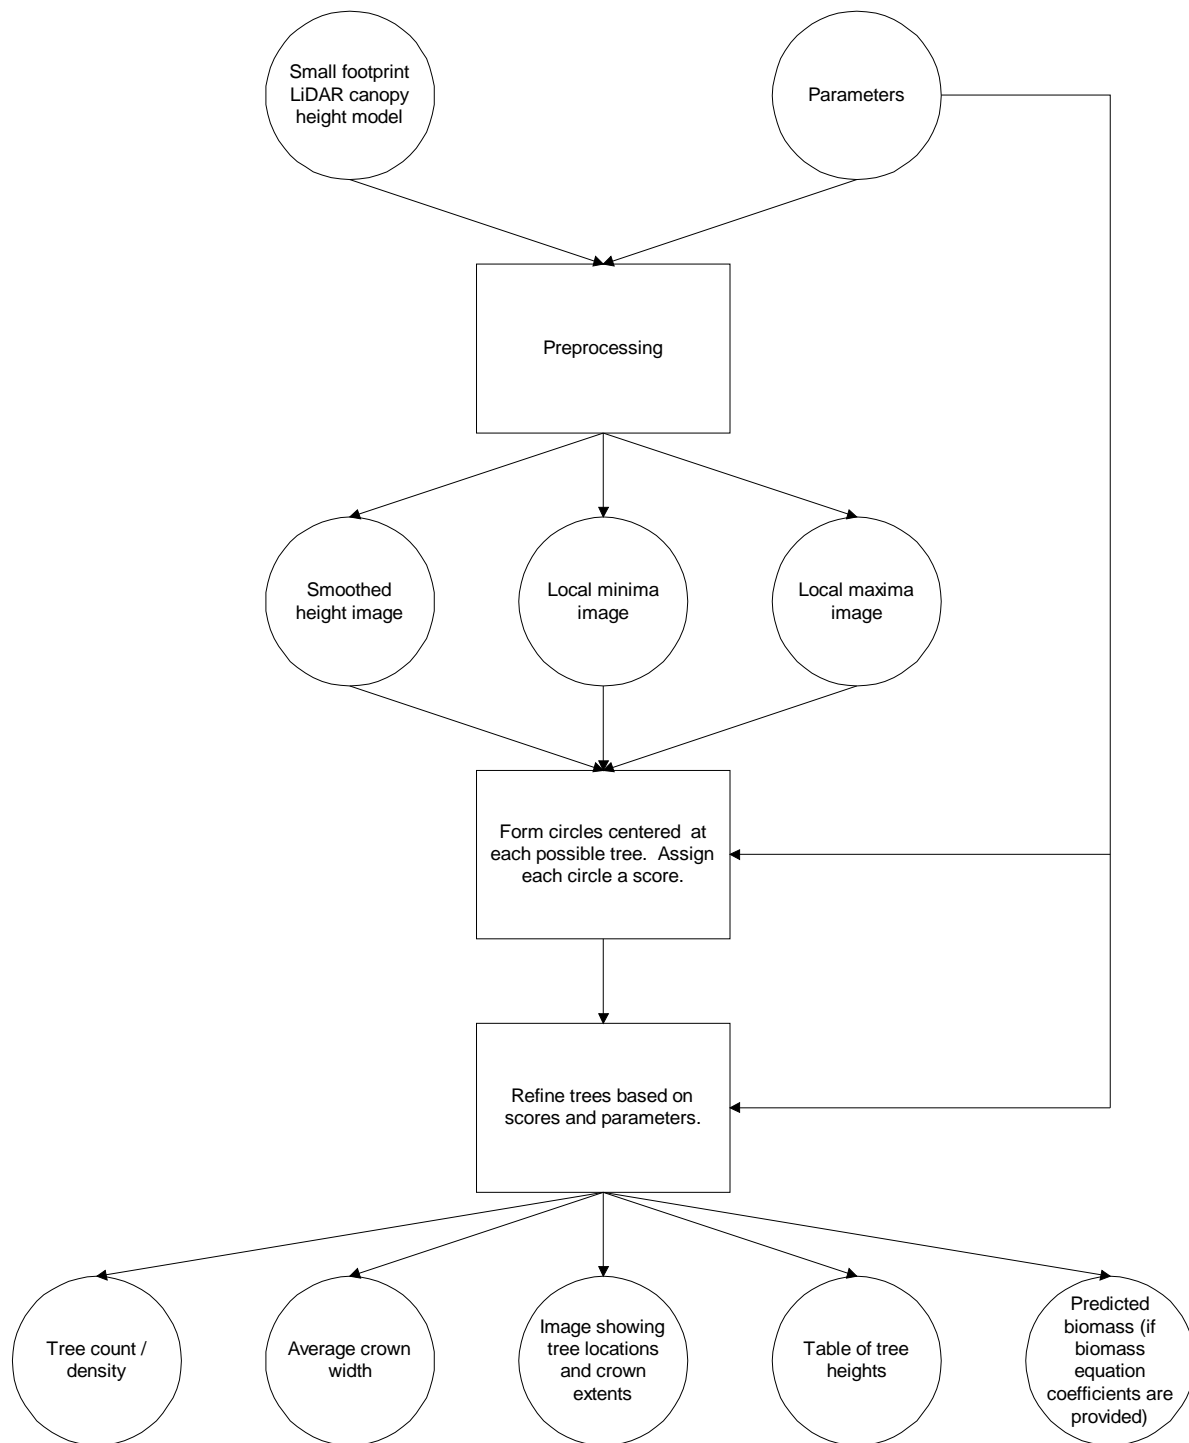 Small footprint
LiDAR canopy
height model
Parameters
Preprocessing
Smoothed
height image
Local minima
image
Local maxima
image
Form circles centered  at
each possible tree.  Assign
each circle a score.
Refine trees based on
scores and parameters.
Tree count /
density
Average crown
width
Image showing
tree locations
and crown
extents
Table of tree
heights
Predicted
biomass (if
biomass
equation
coefficients are
provided)